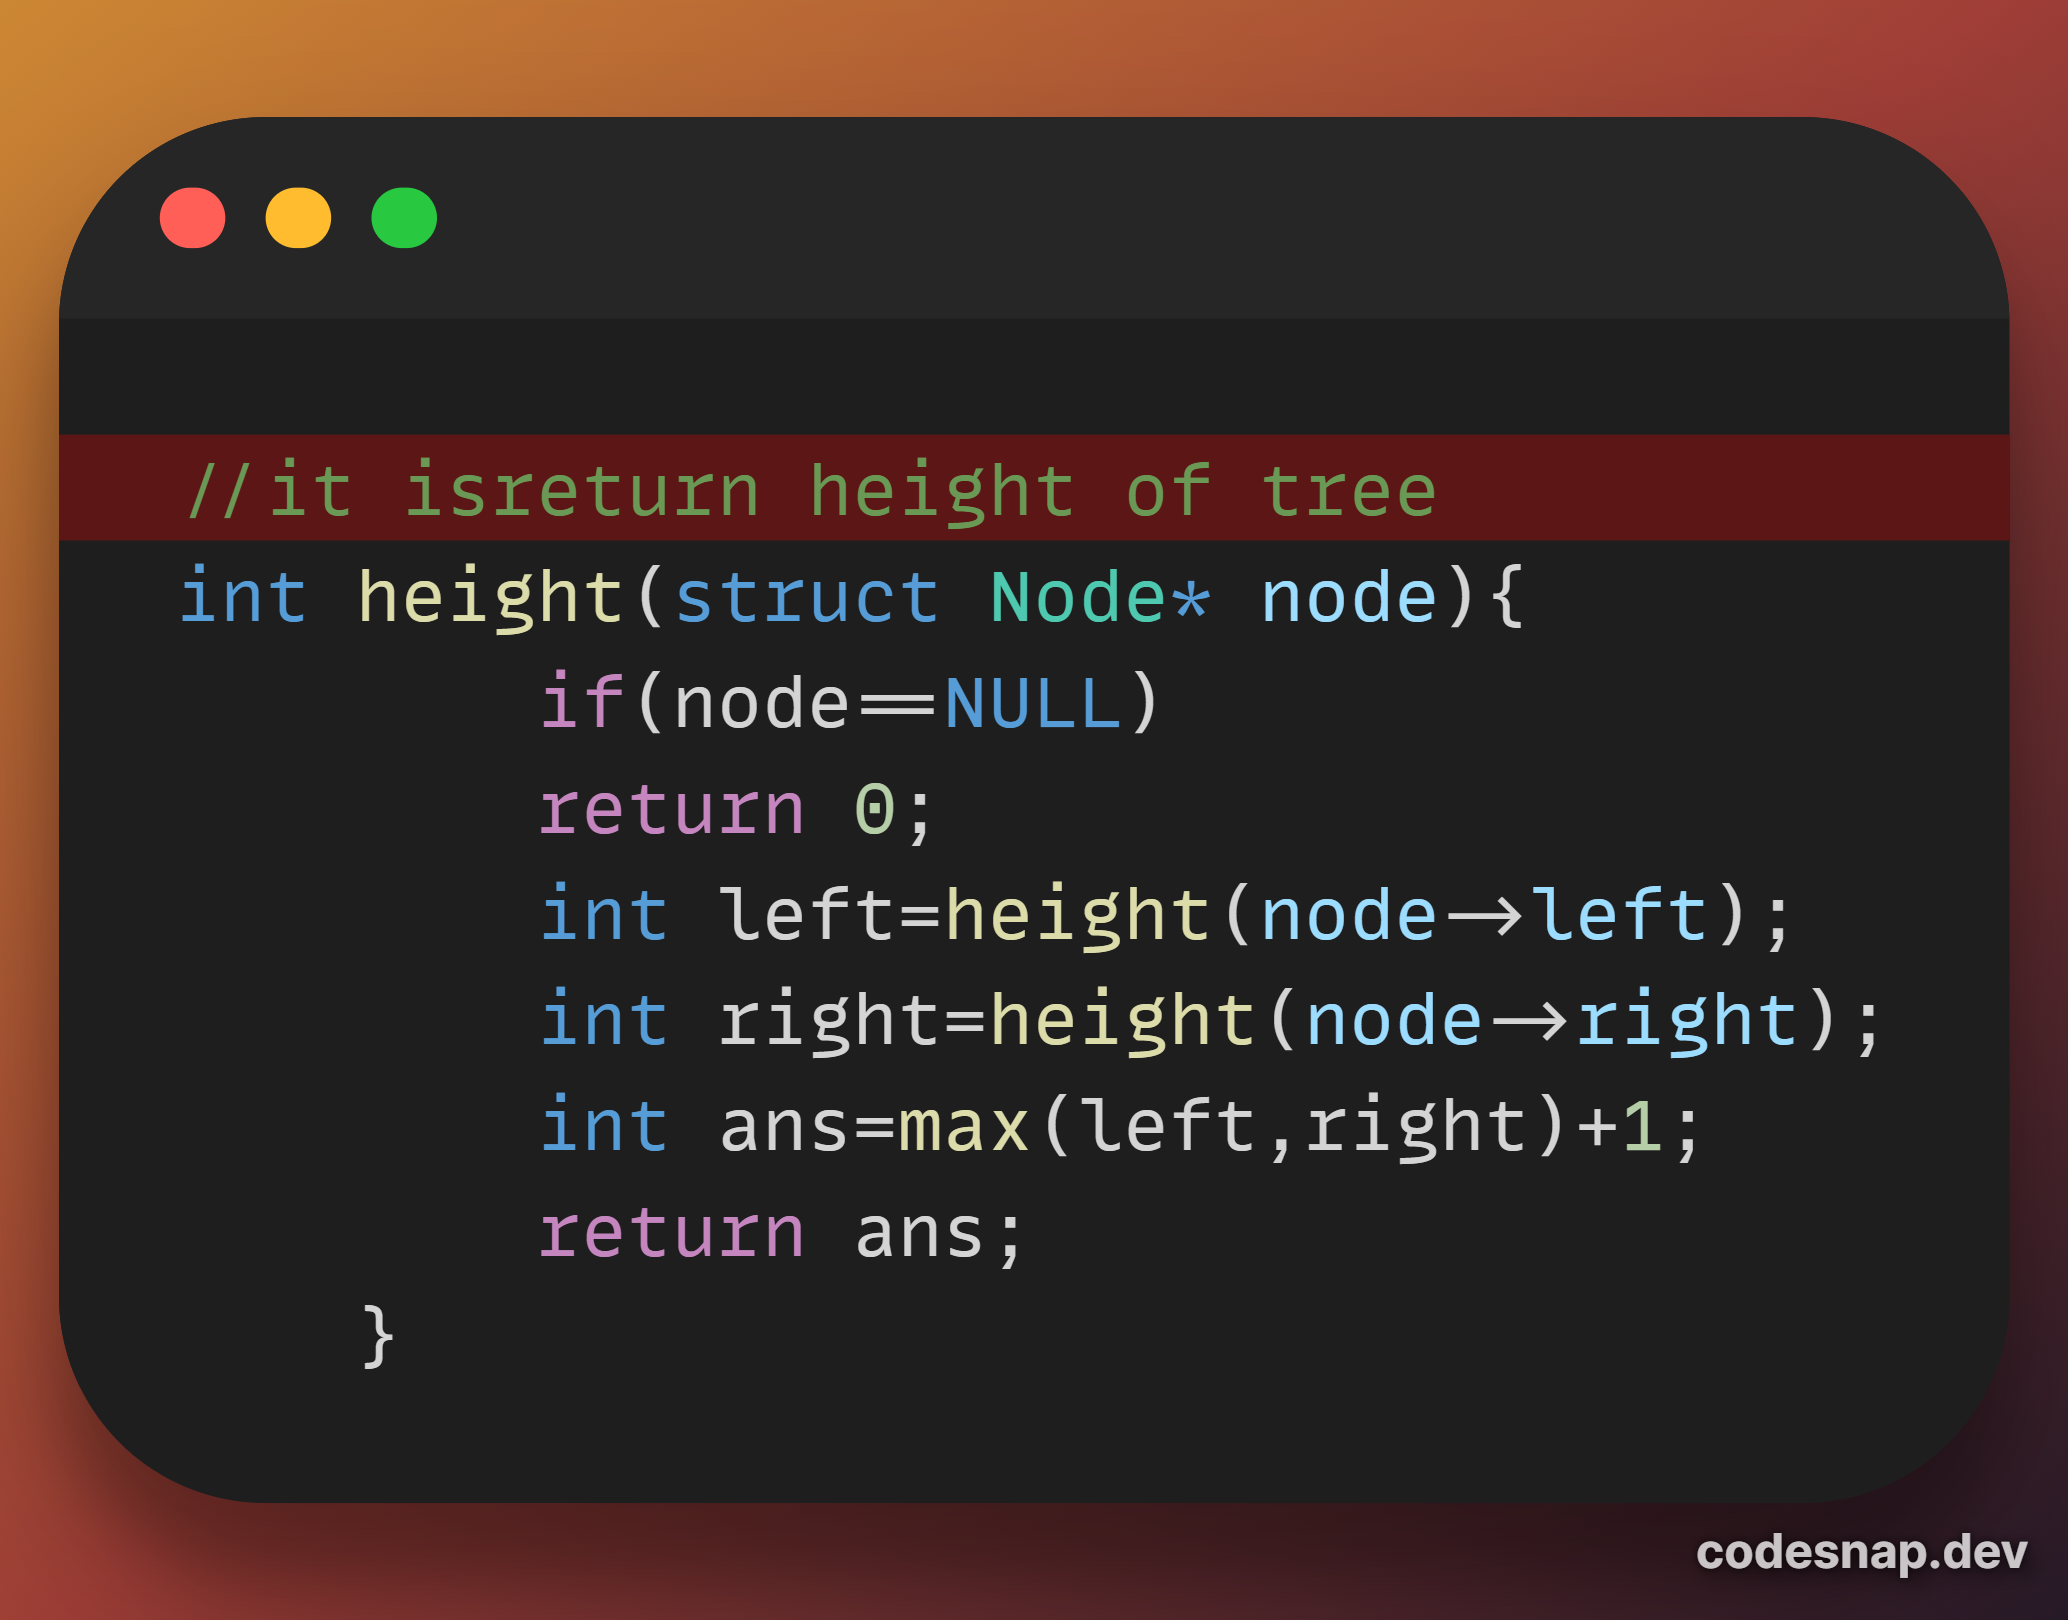 //it isreturn height of tree
int height(struct Node* node){
if(node==NULL)
return 0;
int left=height(node->left);
int right=height(node->right);
int ans=max(left,right)+1;
return ans;
}
codesnap.dev